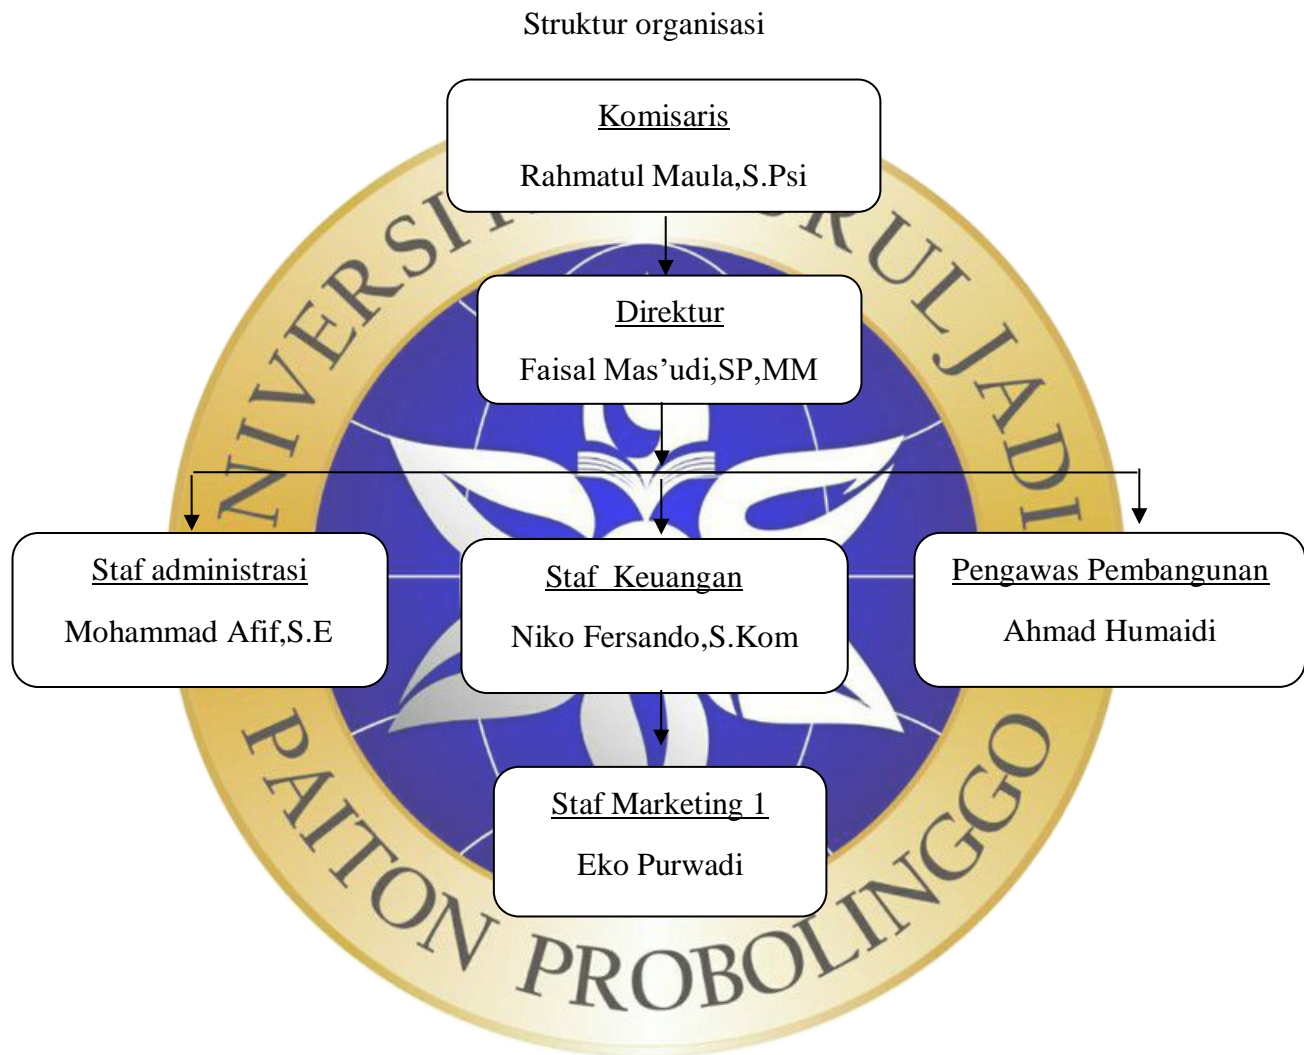 Struktur organisasi
Komisaris
Rahmatul Maula,S.Psi
Direktur
Faisal Mas’udi,SP,MM
Staf administrasi
Mohammad Afif,S.E
Staf  Keuangan
Niko Fersando,S.Kom
Pengawas Pembangunan
Ahmad Humaidi
Staf Marketing 1
Eko Purwadi
PAITON PROBOLINGGO